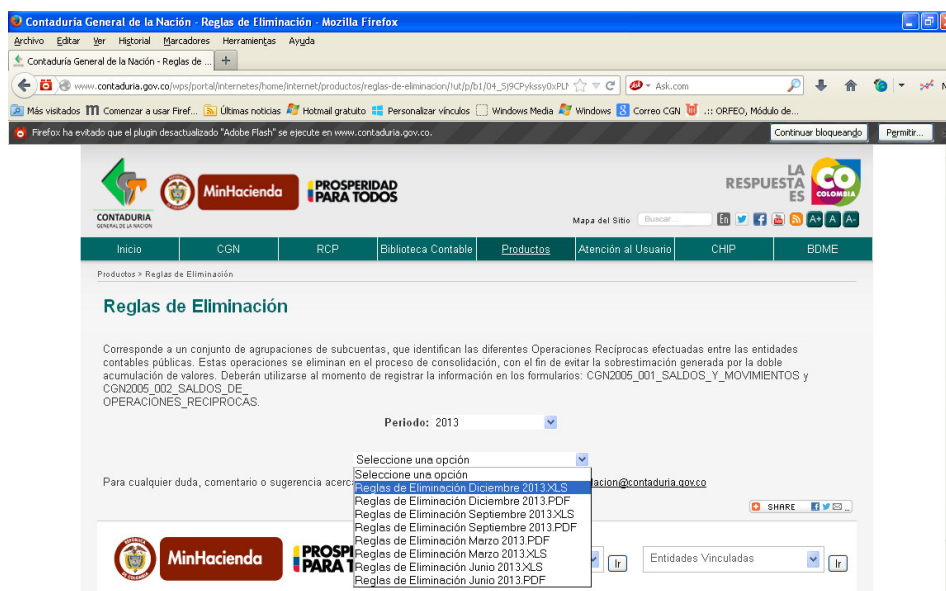 Contaduría General de la Nación - Reglas de Eliminación - Mozilla Firefox
Archivo Editar Ver Historial Marcadores Herramientas Ayuda
Contaduría General de la Nación - Reglas de ... +
www.contaduria.gov.co/wps/portal/internetes/home/internet/productos/reglas-de-eliminacion/!ut/p/b1/04_Sj9CPykssy0xPLM Ask.com
Más visitados Comenzar a usar Firef... Últimas noticias Hotmail gratuito Personalizar vínculos Windows Media Windows Correo CGN .:: ORFEO, Módulo de...
Firefox ha evitado que el plugin desactualizado "Adobe Flash" se ejecute en www.contaduria.gov.co. Continuar bloqueando Permitir...
CONTADURIA
GENERAL DE LA NACION
MinHacienda
PROSPERIDAD
PARA TODOS
LA
RESPUESTA
ES
CO
COLOMBIA
Mapa del Sitio Buscar... En A+ A A-
Inicio CGN RCP Biblioteca Contable Productos Atención al Usuario CHIP BDME
Productos > Reglas de Eliminación
Reglas de Eliminación
Corresponde a un conjunto de agrupaciones de subcuentas, que identifican las diferentes Operaciones Recíprocas efectuadas entre las entidades
contables públicas. Estas operaciones se eliminan en el proceso de consolidación, con el fin de evitar la sobrestimación generada por la doble
acumulación de valores. Deberán utilizarse al momento de registrar la información en los formularios: CGN2005_001_SALDOS_Y_MOVIMIENTOS y
CGN2005_002_SALDOS_DE_
OPERACIONES_RECIPROCAS.
Periodo: 2013
Seleccione una opción
Seleccione una opción
Para cualquier duda, comentario o sugerencia acerc lacion@contaduria.gov.co
Reglas de Eliminación Diciembre 2013.XLS
Reglas de Eliminación Diciembre 2013.PDF
Reglas de Eliminación Septiembre 2013.XLS
Reglas de Eliminación Septiembre 2013.PDF
Reglas de Eliminación Marzo 2013.PDF
Reglas de Eliminación Marzo 2013.XLS
Reglas de Eliminación Junio 2013.XLS
Reglas de Eliminación Junio 2013.PDF
SHARE
MinHacienda
PROSP
PARA T
Ir
Entidades Vinculadas Ir